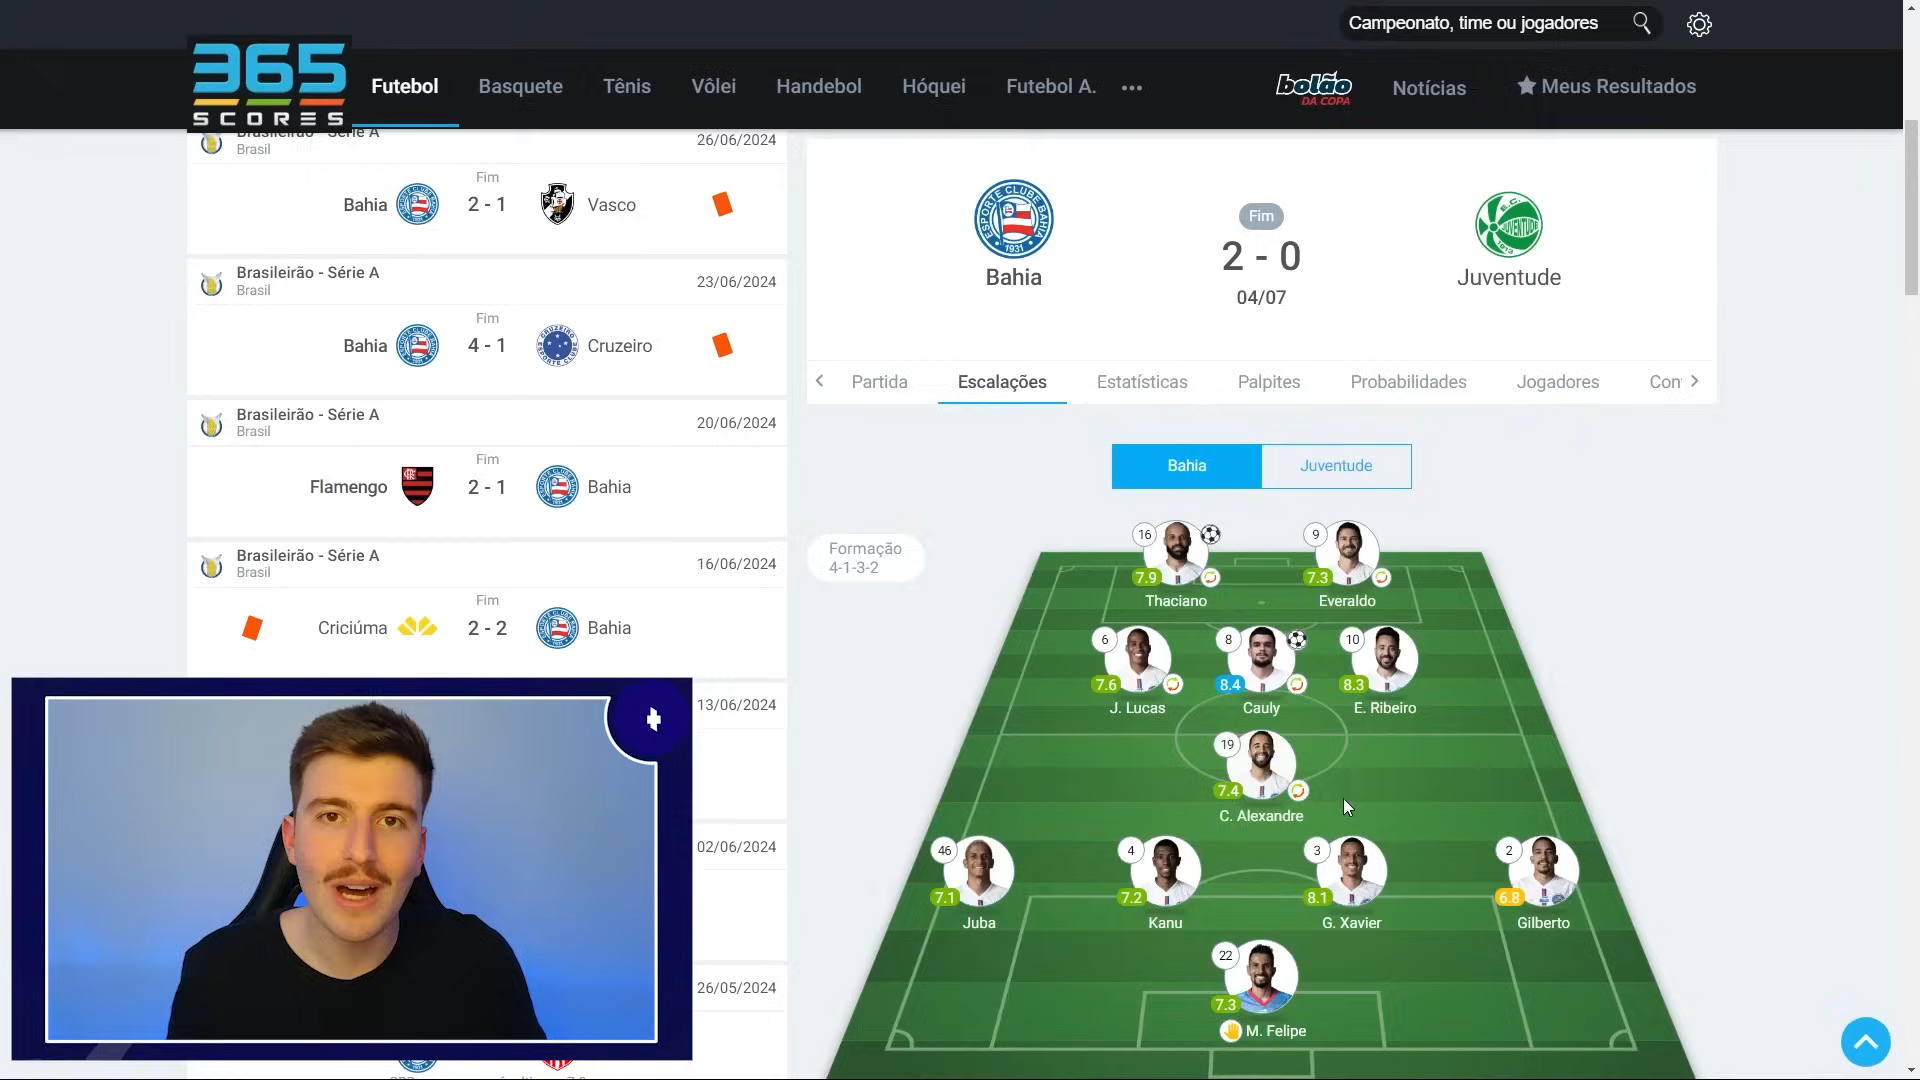 Campeonato, time ou jogadores
365
SCORES
Futebol
Basquete
Tênis
Vôlei
Handebol
Hóquei
Futebol A.
bolão
DA COPA
Notícias
Meus Resultados
Brasileirão - Série A
Brasil
26/06/2024
Fim
Bahia
2 - 1
Vasco
Brasileirão - Série A
Brasil
23/06/2024
Fim
Bahia
4 - 1
Cruzeiro
Brasileirão - Série A
Brasil
20/06/2024
Fim
Flamengo
2 - 1
Bahia
Brasileirão - Série A
Brasil
16/06/2024
Fim
Criciúma
2 - 2
Bahia
13/06/2024
02/06/2024
26/05/2024
Bahia
Fim
2 - 0
04/07
Juventude
Partida
Escalações
Estatísticas
Palpites
Probabilidades
Jogadores
Con
Bahia
Juventude
Formação
4-1-3-2
16
7.9
Thaciano
9
7.3
Everaldo
6
7.6
J. Lucas
8
8.4
Cauly
10
8.3
E. Ribeiro
19
7.4
C. Alexandre
46
7.1
Juba
4
7.2
Kanu
3
8.1
G. Xavier
2
6.8
Gilberto
22
7.3
M. Felipe